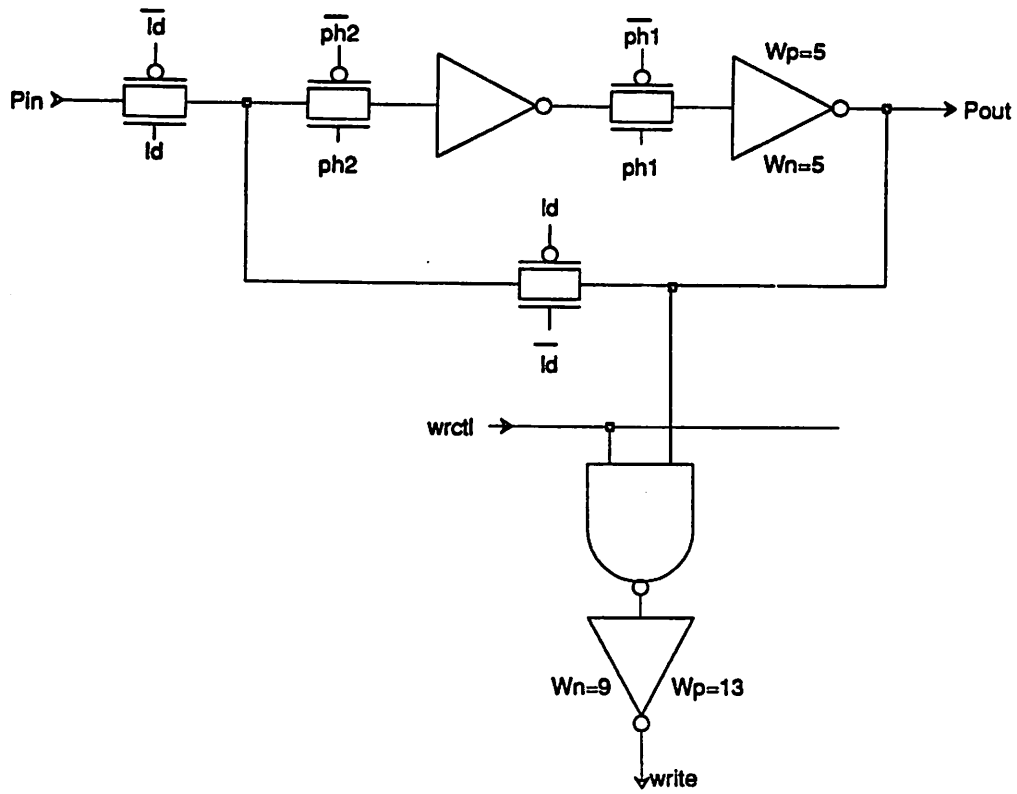 ld
ph2
ph1
Wp=5
Pin
Pout
ld
ph2
ph1
Wn=5
ld
ld
wrctl
Wn=9
Wp=13
write